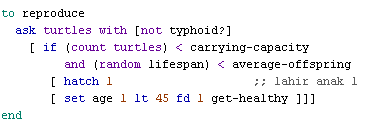 to reproduce
ask turtles with [not typhoid?]
[ if (count turtles) < carrying-capacity
and (random lifespan) < average-offspring
[ hatch 1 ;; lahir anak 1
[ set age 1 lt 45 fd 1 get-healthy ]]]
end